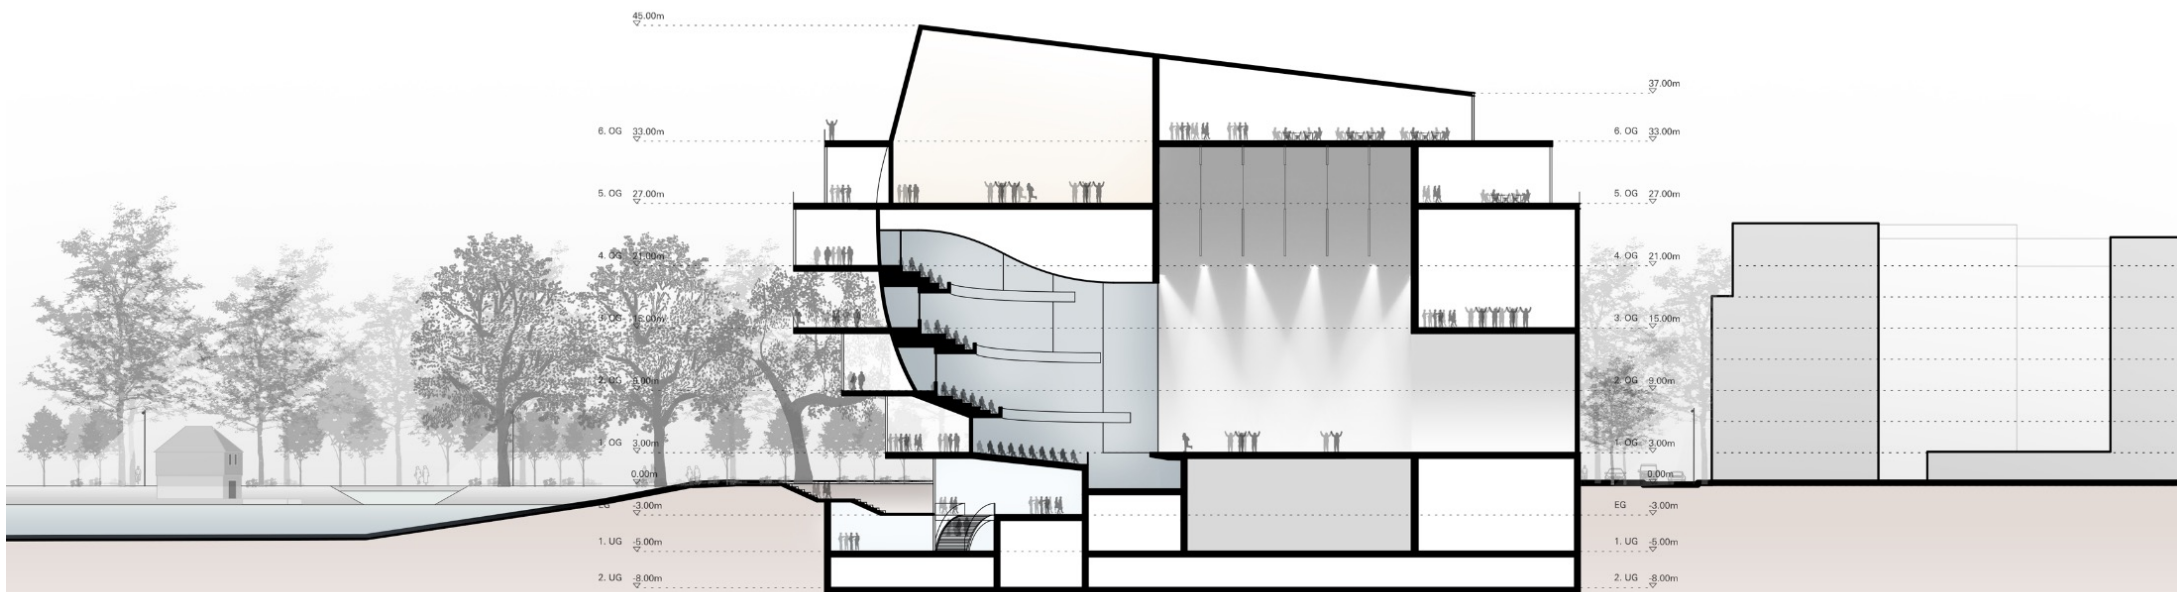 45.00m
37.00m
6. OG 33.00m
6. OG 33.00m
5. OG 27.00m
5. OG 27.00m
4. OG 21.00m
4. OG 21.00m
3. OG 15.00m
3. OG 15.00m
2. OG 9.00m
2. OG 9.00m
1. OG 3.00m
1. OG 3.00m
0.00m
0.00m
EG -3.00m
EG -3.00m
1. UG -5.00m
1. UG -5.00m
2. UG -8.00m
2. UG -8.00m